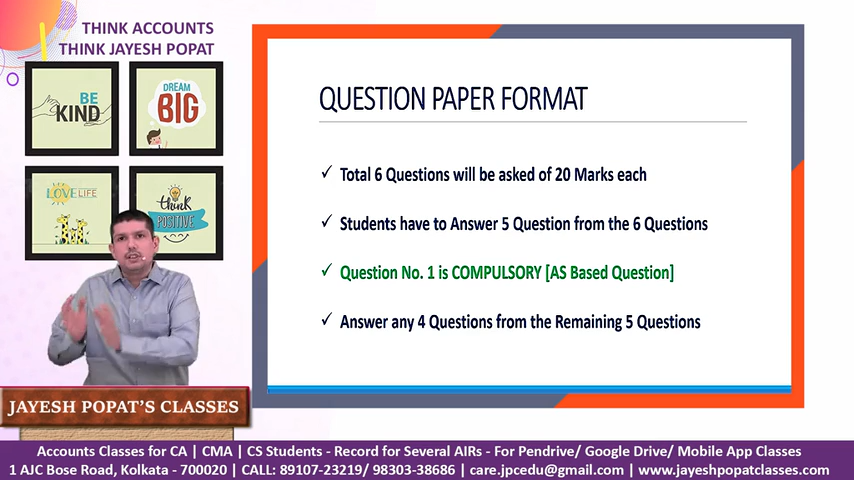 THINK ACCOUNTS
THINK JAYESH POPAT
BE
KIND
DREAM
BIG
LOVE LIFE
think
POSITIVE
QUESTION PAPER FORMAT
✓ Total 6 Questions will be asked of 20 Marks each
✓ Students have to Answer 5 Question from the 6 Questions
✓ Question No. 1 is COMPULSORY [AS Based Question]
✓ Answer any 4 Questions from the Remaining 5 Questions
JAYESH POPAT'S CLASSES
Accounts Classes for CA | CMA | CS Students - Record for Several AIRs - For Pendrive/ Google Drive/ Mobile App Classes
1 AJC Bose Road, Kolkata - 700020 | CALL: 89107-23219/ 98303-38686 | care.jpcedu@gmail.com | www.jayeshpopatclasses.com